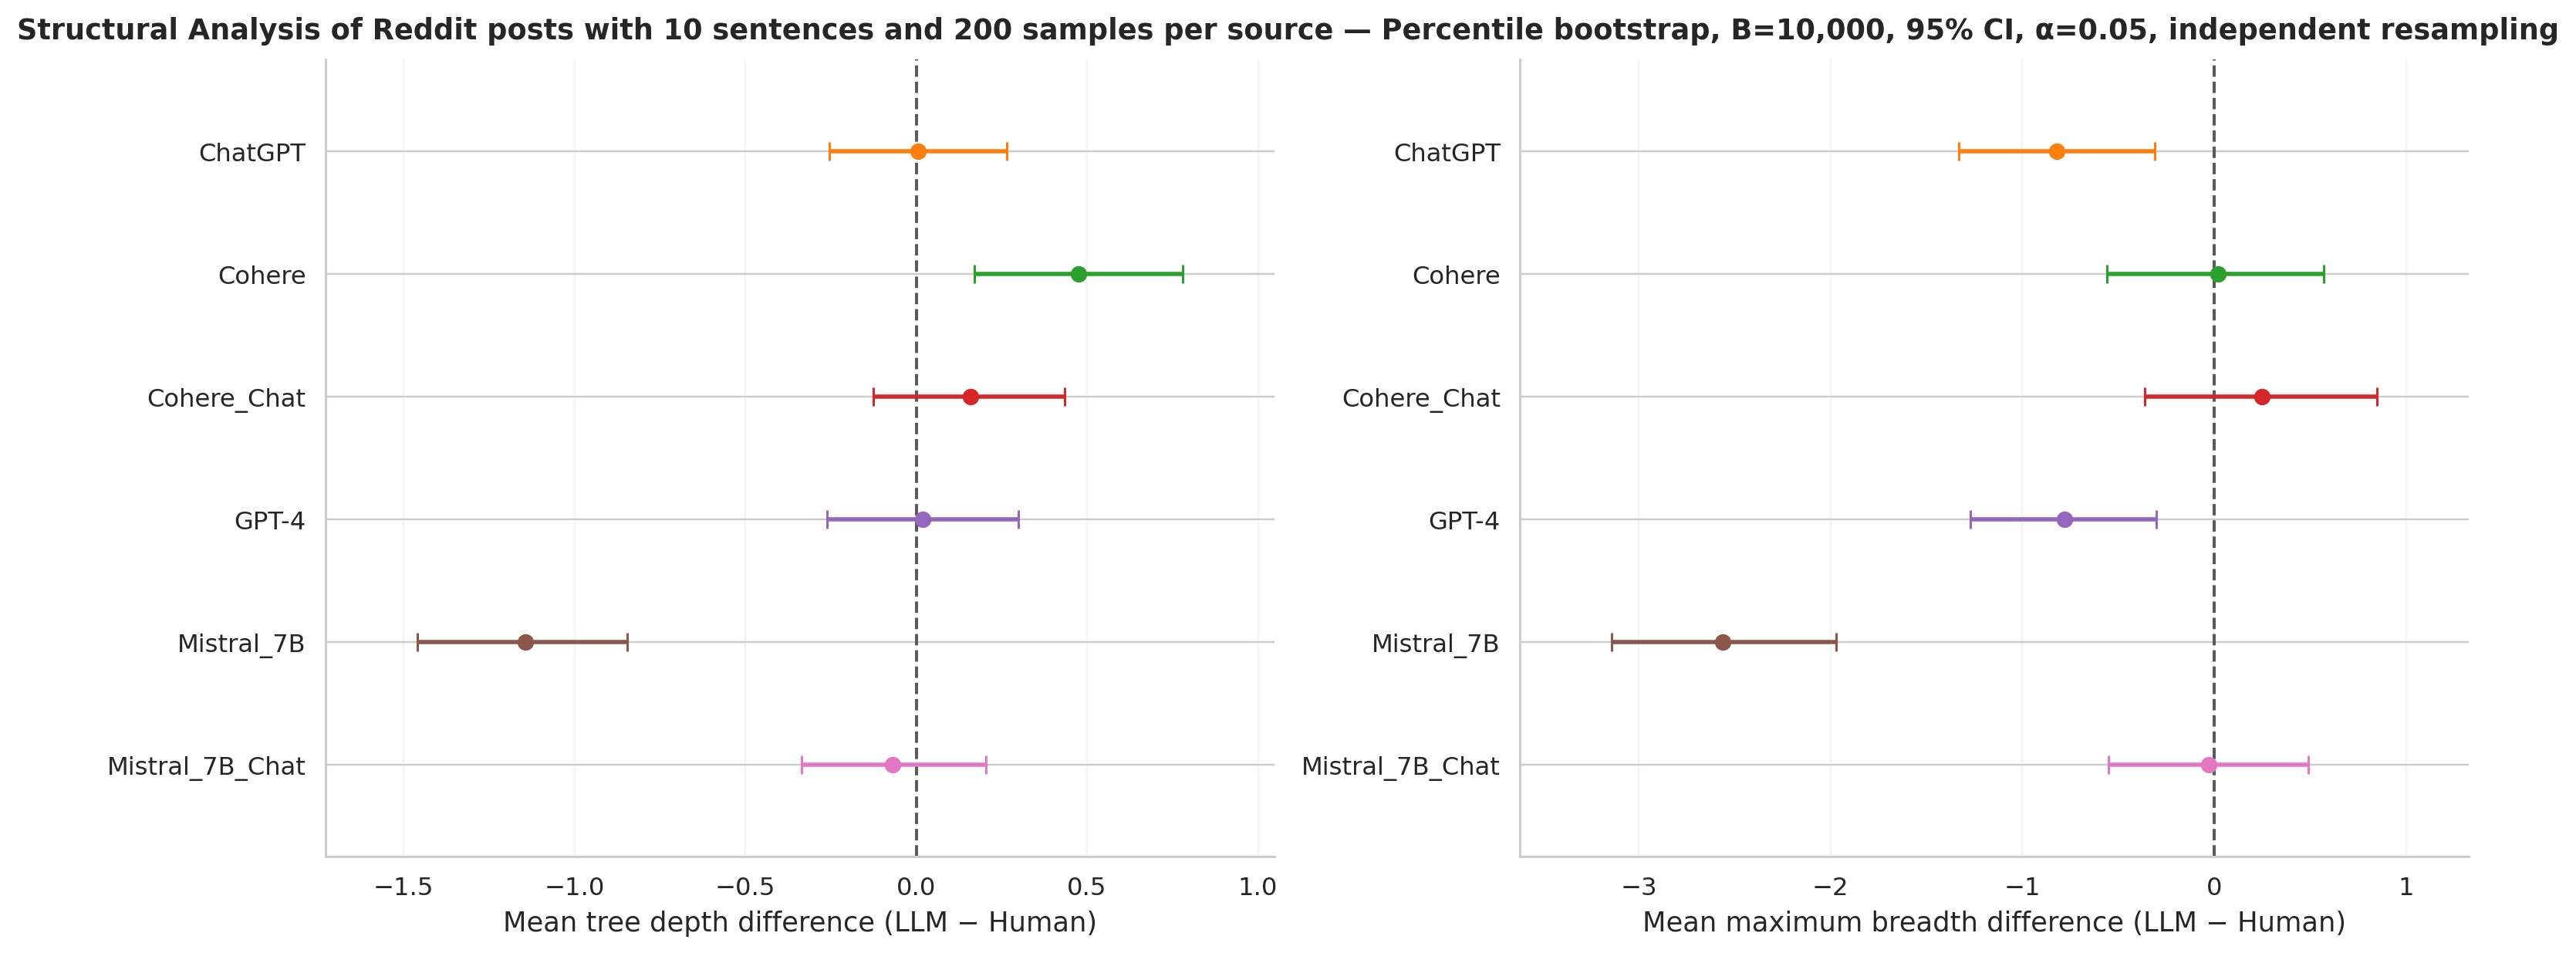 Structural Analysis of Reddit posts with 10 sentences and 200 samples per source — Percentile bootstrap, B=10,000, 95% CI, α=0.05, independent resampling
ChatGPT
Cohere
Cohere_Chat
GPT-4
Mistral_7B
Mistral_7B_Chat
−1.5 −1.0 −0.5 0.0 0.5 1.0
Mean tree depth difference (LLM − Human)
ChatGPT
Cohere
Cohere_Chat
GPT-4
Mistral_7B
Mistral_7B_Chat
−3 −2 −1 0 1
Mean maximum breadth difference (LLM − Human)